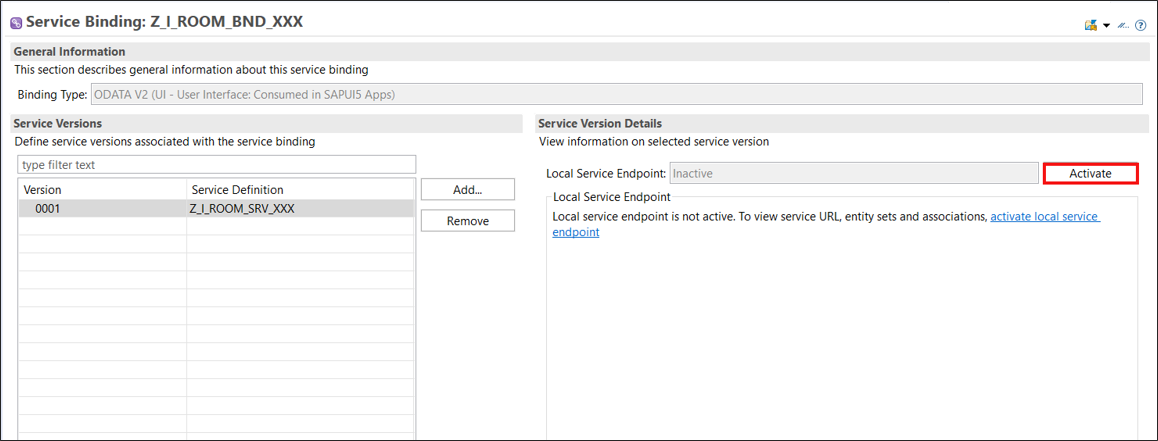 Service Binding: Z_I_ROOM_BND_XXX
General Information
This section describes general information about this service binding
Binding Type: ODATA V2 (UI - User Interface: Consumed in SAPUI5 Apps)
Service Versions
Define service versions associated with the service binding
type filter text
Version Service Definition
0001 Z_I_ROOM_SRV_XXX
Add...
Remove
Service Version Details
View information on selected service version
Local Service Endpoint: Inactive Activate
Local Service Endpoint
Local service endpoint is not active. To view service URL, entity sets and associations, activate local service
endpoint